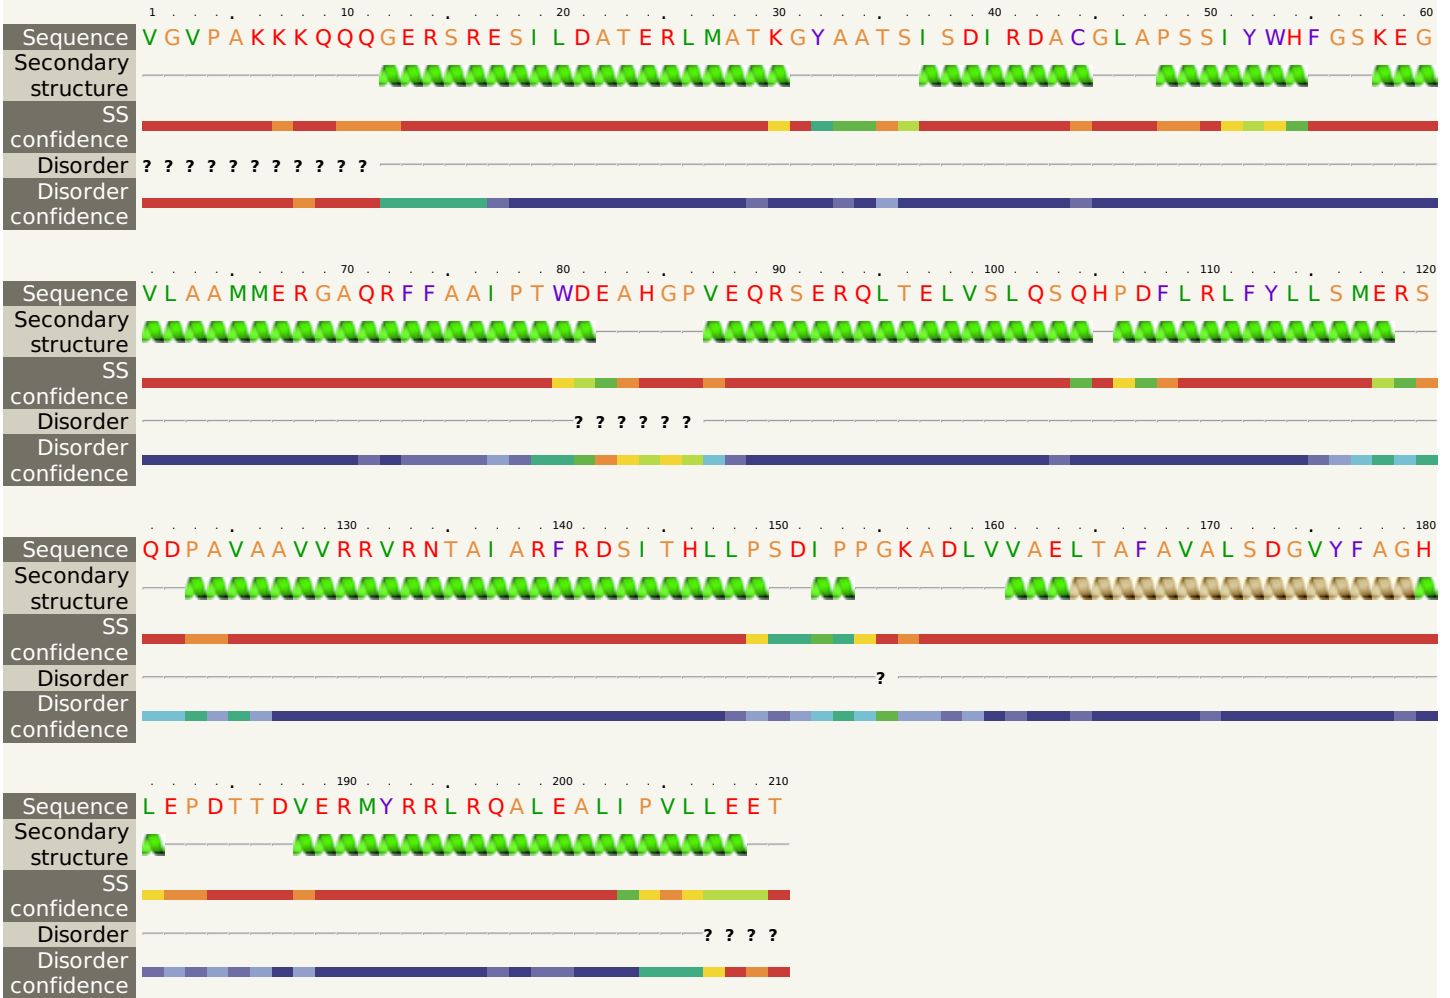 1 . . . . . . . . 10 . . . . . . . . . 20 . . . . . . . . . 30 . . . . . . . . . 40 . . . . . . . . . 50 . . . . . . . . . 60
Sequence V G V P A K K K Q Q Q G E R S R E S I L D A T E R L M A T K G Y A A T S I S D I R D A C G L A P S S I Y W H F G S K E G
Secondary
structure
SS
confidence
Disorder ? ? ? ? ? ? ? ? ? ? ?
Disorder
confidence
. . . . . . . . . 70 . . . . . . . . . 80 . . . . . . . . . 90 . . . . . . . . . 100 . . . . . . . . . 110 . . . . . . . . . 120
Sequence V L A A M M E R G A Q R F F A A I P T W D E A H G P V E Q R S E R Q L T E L V S L Q S Q H P D F L R L F Y L L S M E R S
Secondary
structure
SS
confidence
Disorder ? ? ? ? ? ?
Disorder
confidence
. . . . . . . . . 130 . . . . . . . . . 140 . . . . . . . . . 150 . . . . . . . . . 160 . . . . . . . . . 170 . . . . . . . . . 180
Sequence Q D P A V A A V V R R V R N T A I A R F R D S I T H L L P S D I P P G K A D L V V A E L T A F A V A L S D G V Y F A G H
Secondary
structure
SS
confidence
Disorder ?
Disorder
confidence
. . . . . . . . . 190 . . . . . . . . . 200 . . . . . . . . . 210
Sequence L E P D T T D V E R M Y R R L R Q A L E A L I P V L L E E T
Secondary
structure
SS
confidence
Disorder ? ? ? ?
Disorder
confidence